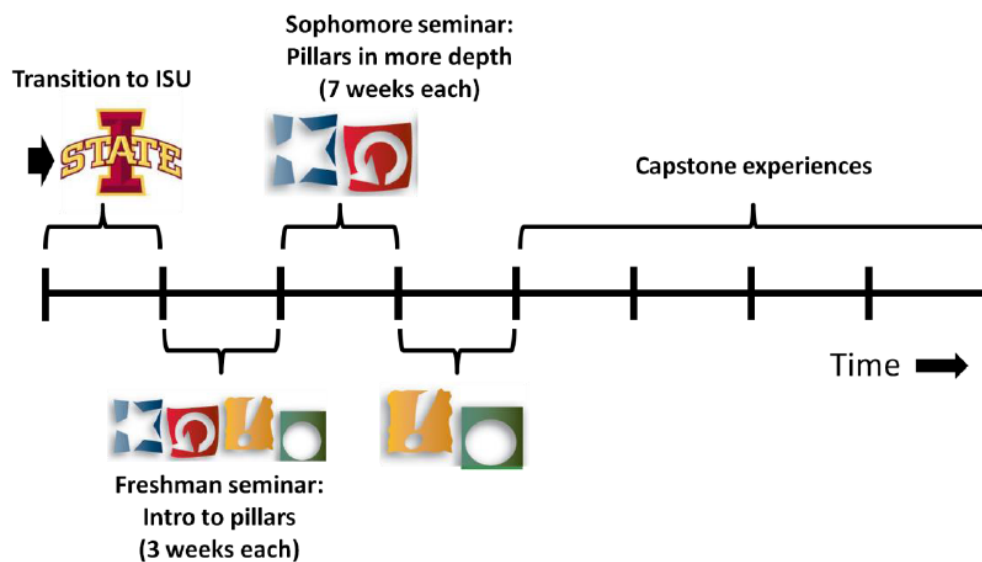 Sophomore seminar:
Pillars in more depth
(7 weeks each)
Transition to ISU
I
STATE
Capstone experiences
Time
!
!
Freshman seminar:
Intro to pillars
(3 weeks each)